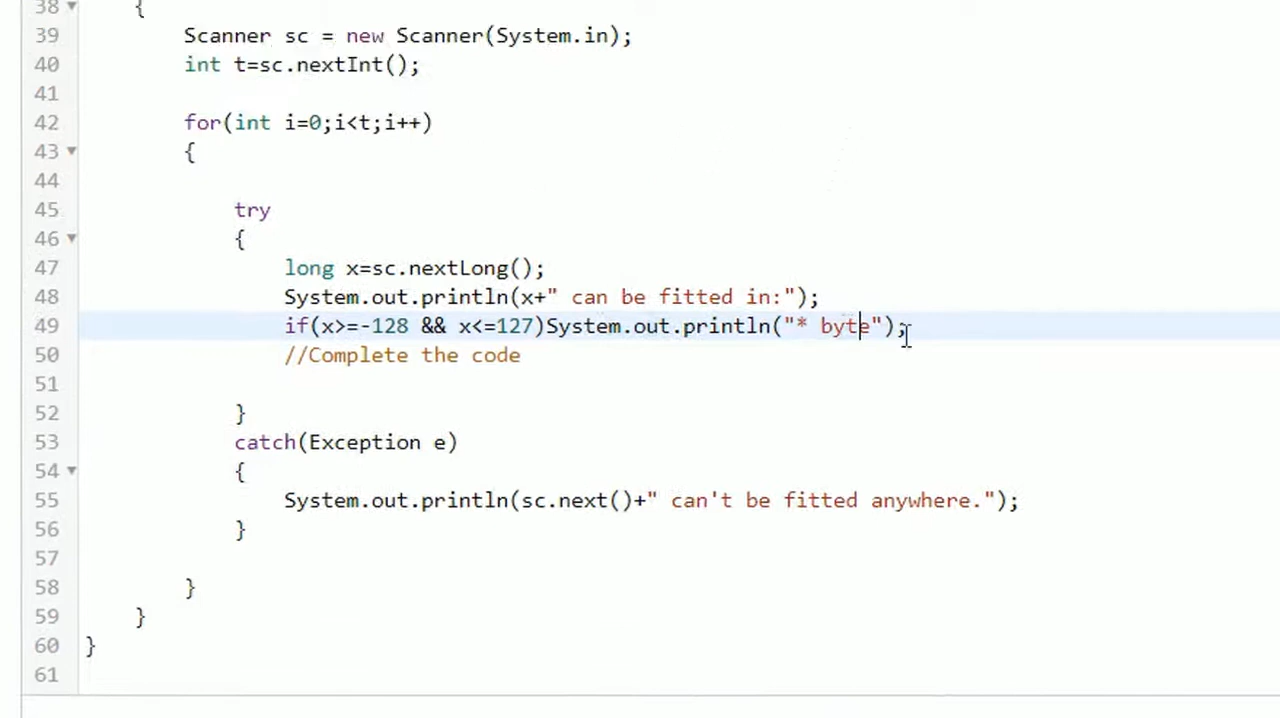 38 {
39 Scanner sc = new Scanner(System.in);
40 int t=sc.nextInt();
41
42 for(int i=0;i<t;i++)
43 {
44
45 try
46 {
47 long x=sc.nextLong();
48 System.out.println(x+" can be fitted in:");
49 if(x>=-128 && x<=127)System.out.println("* byte");
50 //Complete the code
51
52 }
53 catch(Exception e)
54 {
55 System.out.println(sc.next()+" can't be fitted anywhere.");
56 }
57
58 }
59 }
60 }
61